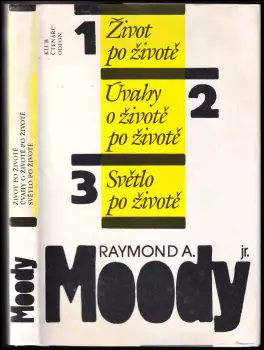 ŽIVOT PO ŽIVOTĚ
ÚVAHY O ŽIVOTĚ PO ŽIVOTĚ
SVĚTLO PO ŽIVOTĚ
Moody
KLUB
ČTENÁŘŮ
ODEON
1
Život
po životě
Úvahy
o životě
po životě
2
3
Světlo
po životě
RAYMOND A. jr.
Moody